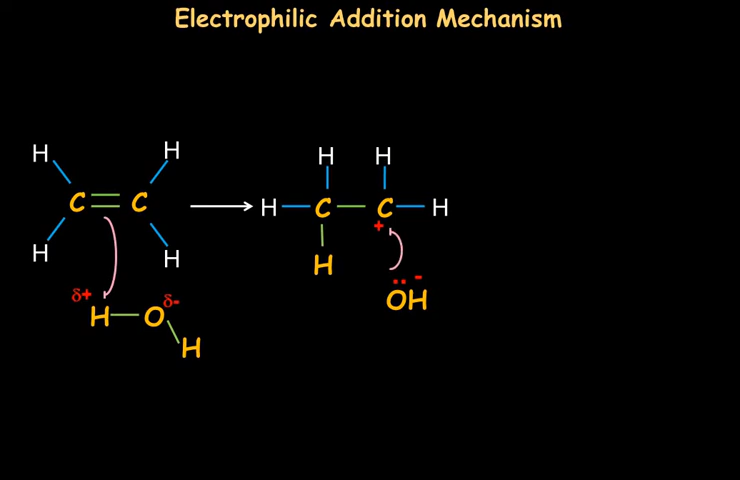 Electrophilic Addition Mechanism
H H H H
C C H C C H
+
H H H
δ+ δ- •• -
H O OH
H